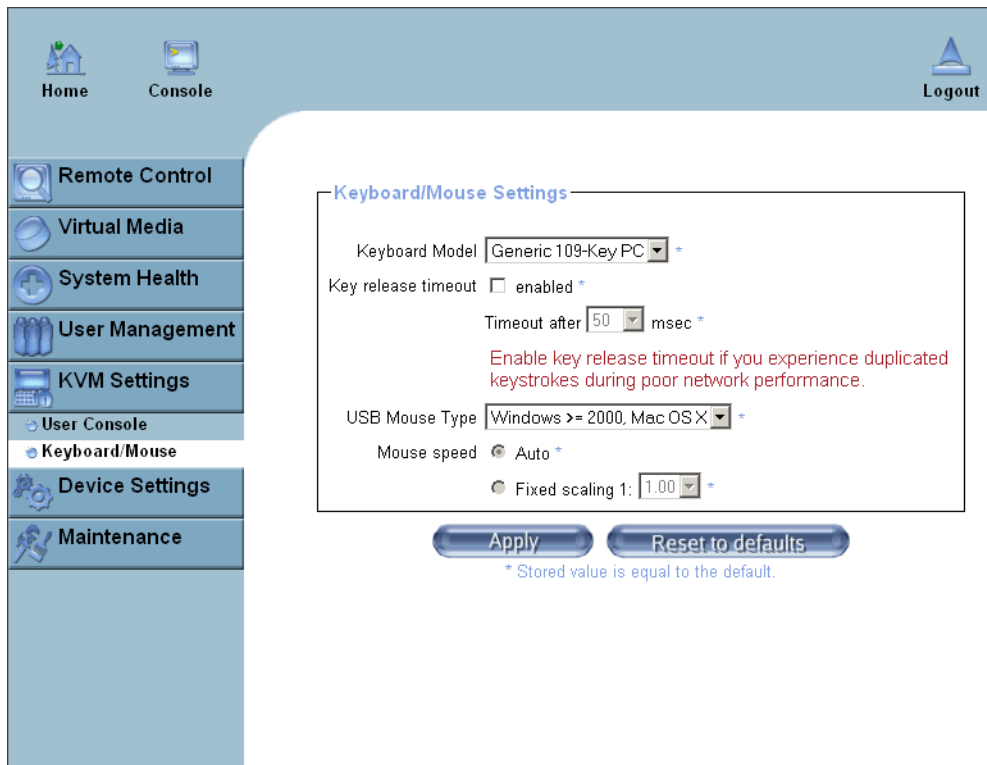 Home
Console
Logout
Remote Control
Virtual Media
System Health
User Management
KVM Settings
User Console
Keyboard/Mouse
Device Settings
Maintenance
Keyboard/Mouse Settings
Keyboard Model Generic 109-Key PC *
Key release timeout enabled *
Timeout after 50 msec *
Enable key release timeout if you experience duplicated
keystrokes during poor network performance.
USB Mouse Type Windows >= 2000, Mac OS X *
Mouse speed Auto *
Fixed scaling 1: 1.00 *
Apply
Reset to defaults
* Stored value is equal to the default.